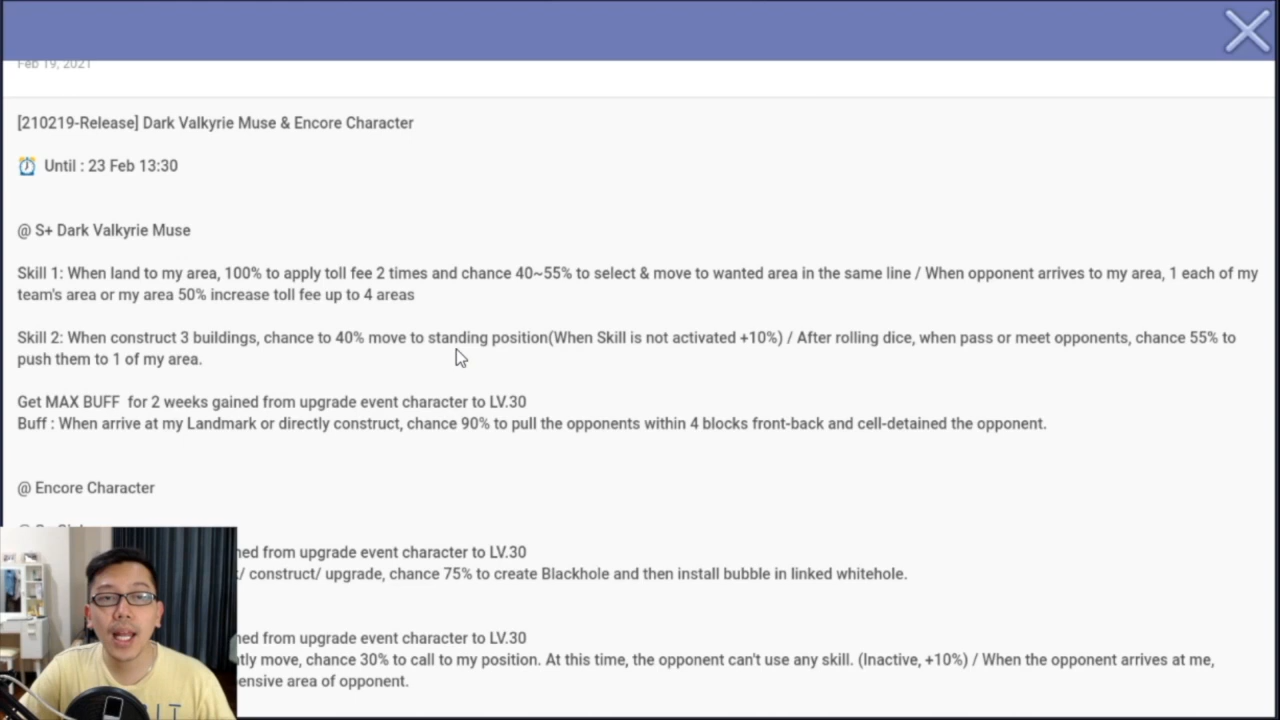 Feb 19, 2021
[210219-Release] Dark Valkyrie Muse & Encore Character
Until : 23 Feb 13:30
@ S+ Dark Valkyrie Muse
Skill 1: When land to my area, 100% to apply toll fee 2 times and chance 40~55% to select & move to wanted area in the same line / When opponent arrives to my area, 1 each of my
team's area or my area 50% increase toll fee up to 4 areas
Skill 2: When construct 3 buildings, chance to 40% move to standing position(When Skill is not activated +10%) / After rolling dice, when pass or meet opponents, chance 55% to
push them to 1 of my area.
Get MAX BUFF for 2 weeks gained from upgrade event character to LV.30
Buff : When arrive at my Landmark or directly construct, chance 90% to pull the opponents within 4 blocks front-back and cell-detained the opponent.
@ Encore Character
ned from upgrade event character to LV.30
/ construct/ upgrade, chance 75% to create Blackhole and then install bubble in linked whitehole.
ned from upgrade event character to LV.30
tly move, chance 30% to call to my position. At this time, the opponent can't use any skill. (Inactive, +10%) / When the opponent arrives at me,
ensive area of opponent.